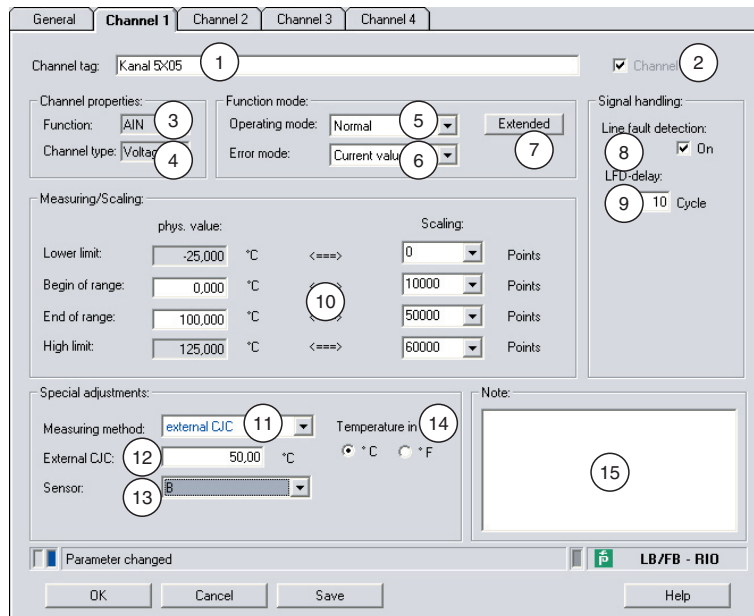 General Channel 1 Channel 2 Channel 3 Channel 4
Channel tag: Kanal 5X05 1 Channel 2
Channel properties: Function mode: Signal handling:
Function: AIN 3 Operating mode: Normal 5 Extended Line fault detection:
Channel type: Voltag 4 Error mode: Current valu 6 7 8 On
LFD-delay:
9 10 Cycle
Measuring/Scaling:
phys. value: Scaling:
Lower limit: -25,000 °C <===> 0 Points
Begin of range: 0,000 °C 10000 Points
10
End of range: 100,000 °C 50000 Points
High limit: 125,000 °C <===> 60000 Points
Special adjustments: Note:
Measuring method: external CJC 11 Temperature in 14
External CJC: 12 50,00 °C ° C ° F
Sensor: 13 B 15
Parameter changed LB/FB - RIO
OK Cancel Save Help